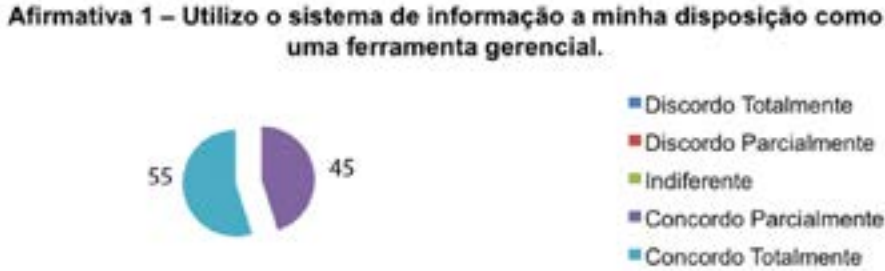 Afirmativa 1 – Utilizo o sistema de informação a minha disposição como
uma ferramenta gerencial.
55
45
Discordo Totalmente
Discordo Parcialmente
Indiferente
Concordo Parcialmente
Concordo Totalmente